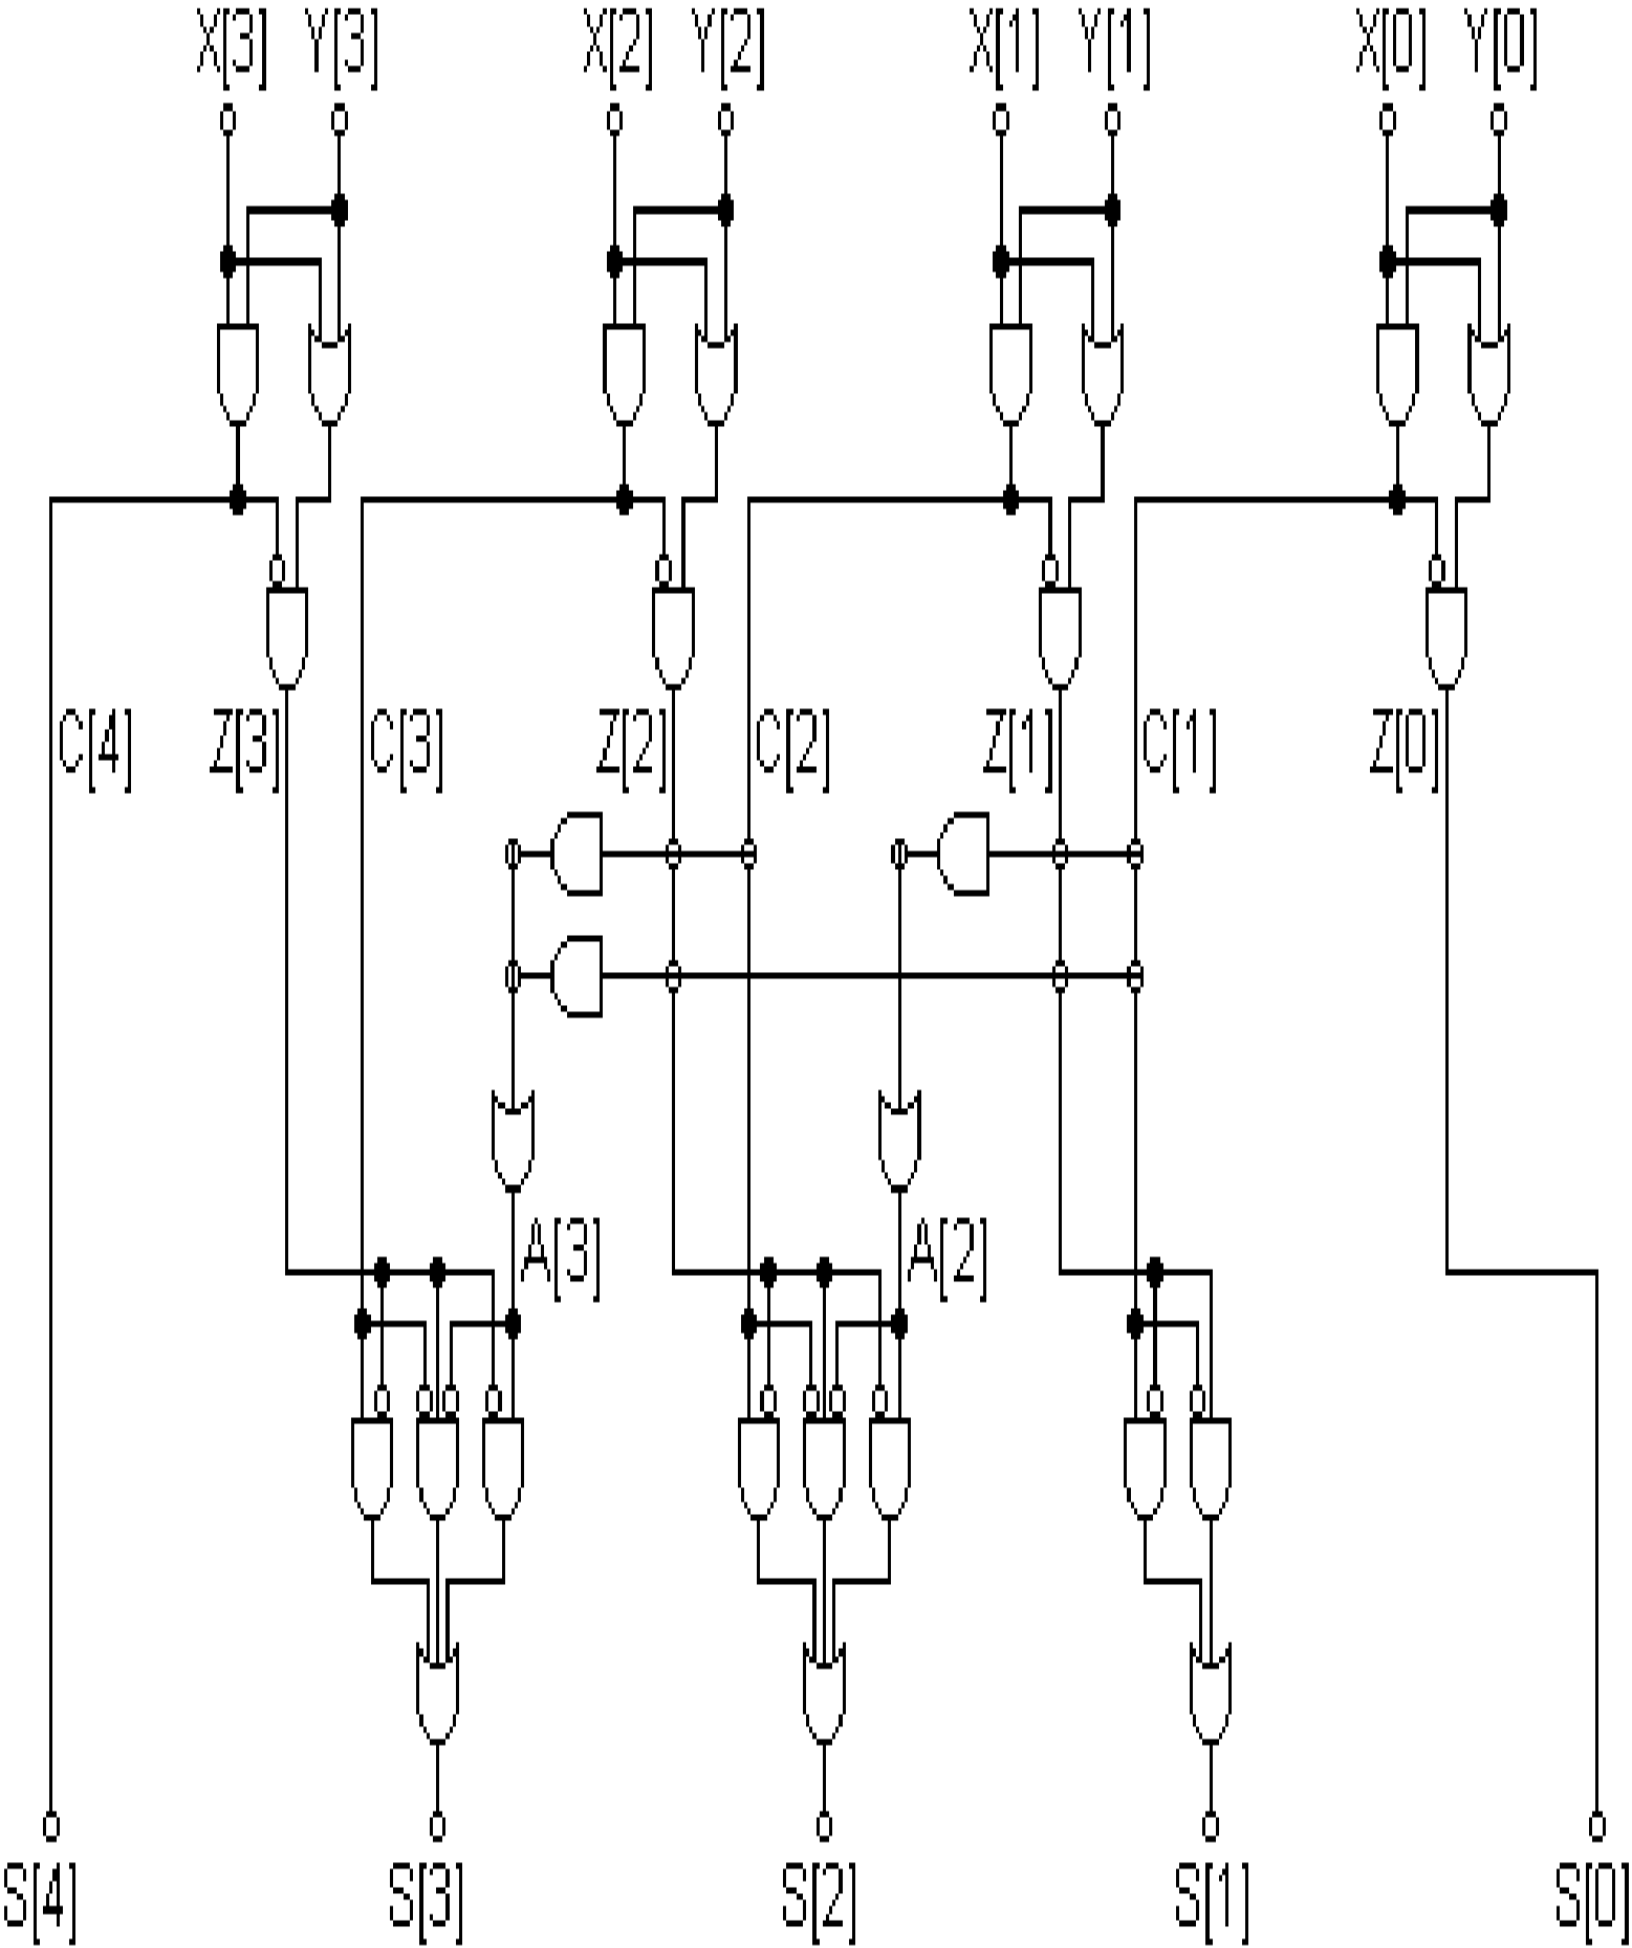 X[3] Y[3] X[2] Y[2] X[1] Y[1] X[0] Y[0]
C[4] Z[3] C[3] Z[2] C[2] Z[1] C[1] Z[0]
A[3] A[2]
S[4] S[3] S[2] S[1] S[0]